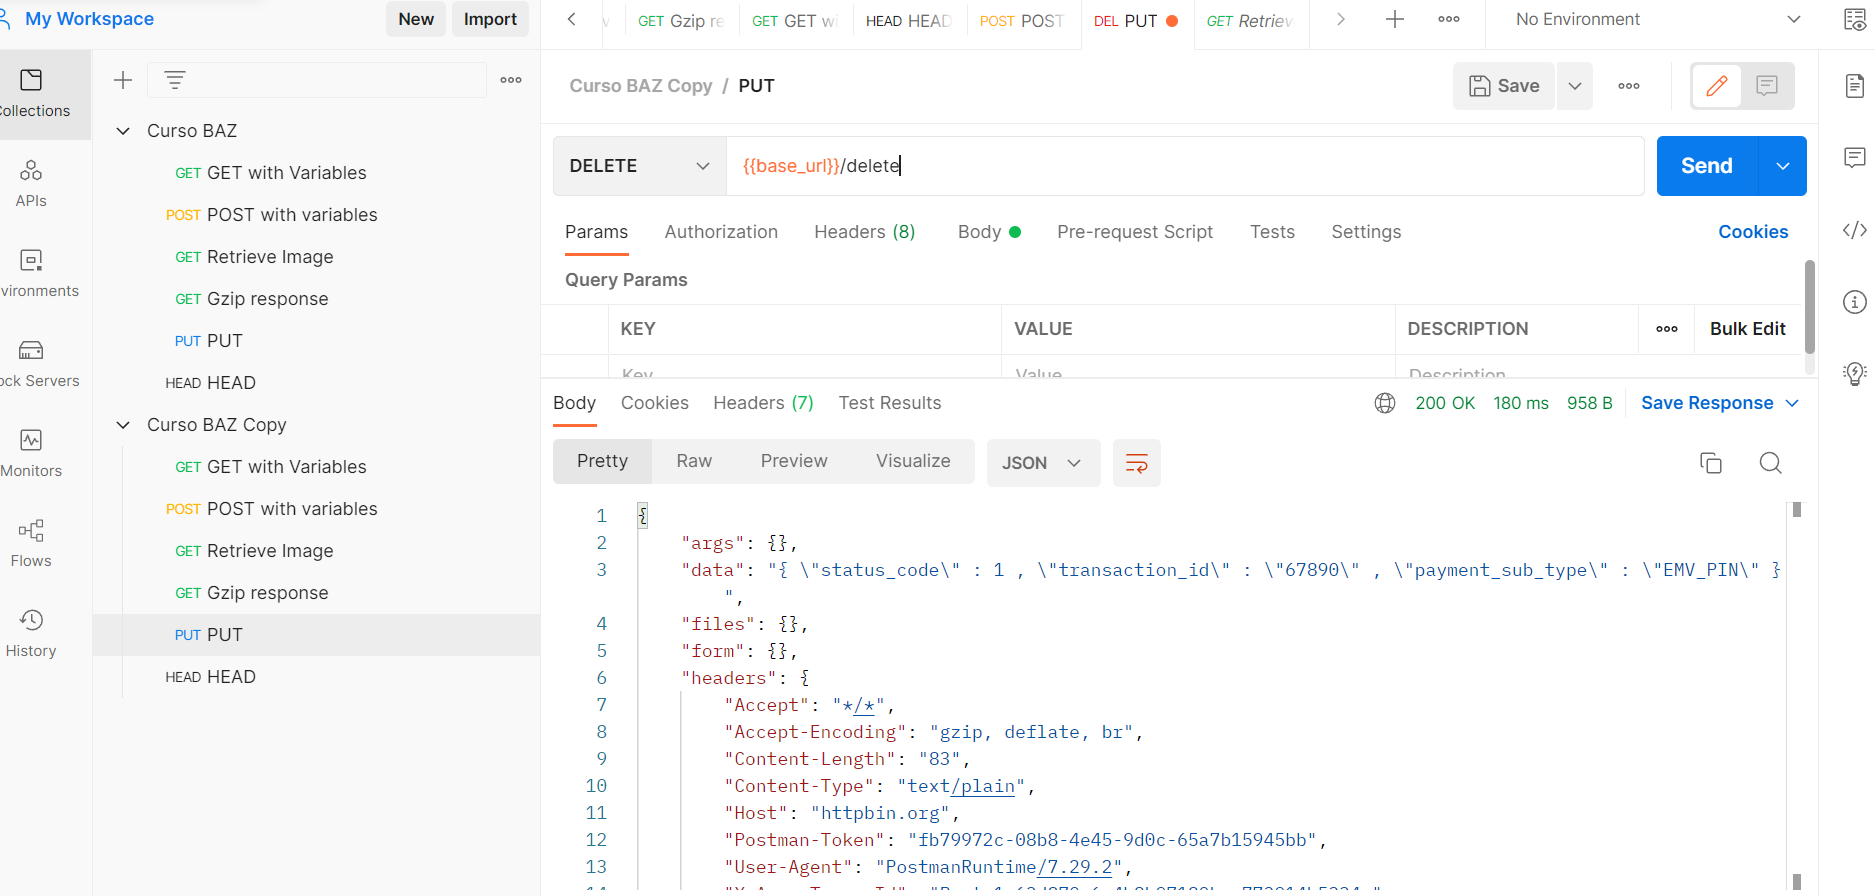 My Workspace
New
Import
GET Gzip re
GET GET wi
HEAD HEAD
POST POST
DEL PUT
GET Retriev
No Environment
Collections
APIs
vironments
ock Servers
Monitors
Flows
History
Curso BAZ
GET GET with Variables
POST POST with variables
GET Retrieve Image
GET Gzip response
PUT PUT
HEAD HEAD
Curso BAZ Copy
GET GET with Variables
POST POST with variables
GET Retrieve Image
GET Gzip response
PUT PUT
HEAD HEAD
Curso BAZ Copy / PUT
Save
DELETE
{{base_url}}/delete
Send
Params
Authorization
Headers (8)
Body
Pre-request Script
Tests
Settings
Cookies
Query Params
KEY
VALUE
DESCRIPTION
Bulk Edit
Key
Value
Description
Body
Cookies
Headers (7)
Test Results
200 OK
180 ms
958 B
Save Response
Pretty
Raw
Preview
Visualize
JSON
1 {
2 "args": {},
3 "data": "{ \"status_code\" : 1 , \"transaction_id\" : \"67890\" , \"payment_sub_type\" : \"EMV_PIN\" }
",
4 "files": {},
5 "form": {},
6 "headers": {
7 "Accept": "*/*",
8 "Accept-Encoding": "gzip, deflate, br",
9 "Content-Length": "83",
10 "Content-Type": "text/plain",
11 "Host": "httpbin.org",
12 "Postman-Token": "fb79972c-08b8-4e45-9d0c-65a7b15945bb",
13 "User-Agent": "PostmanRuntime/7.29.2",